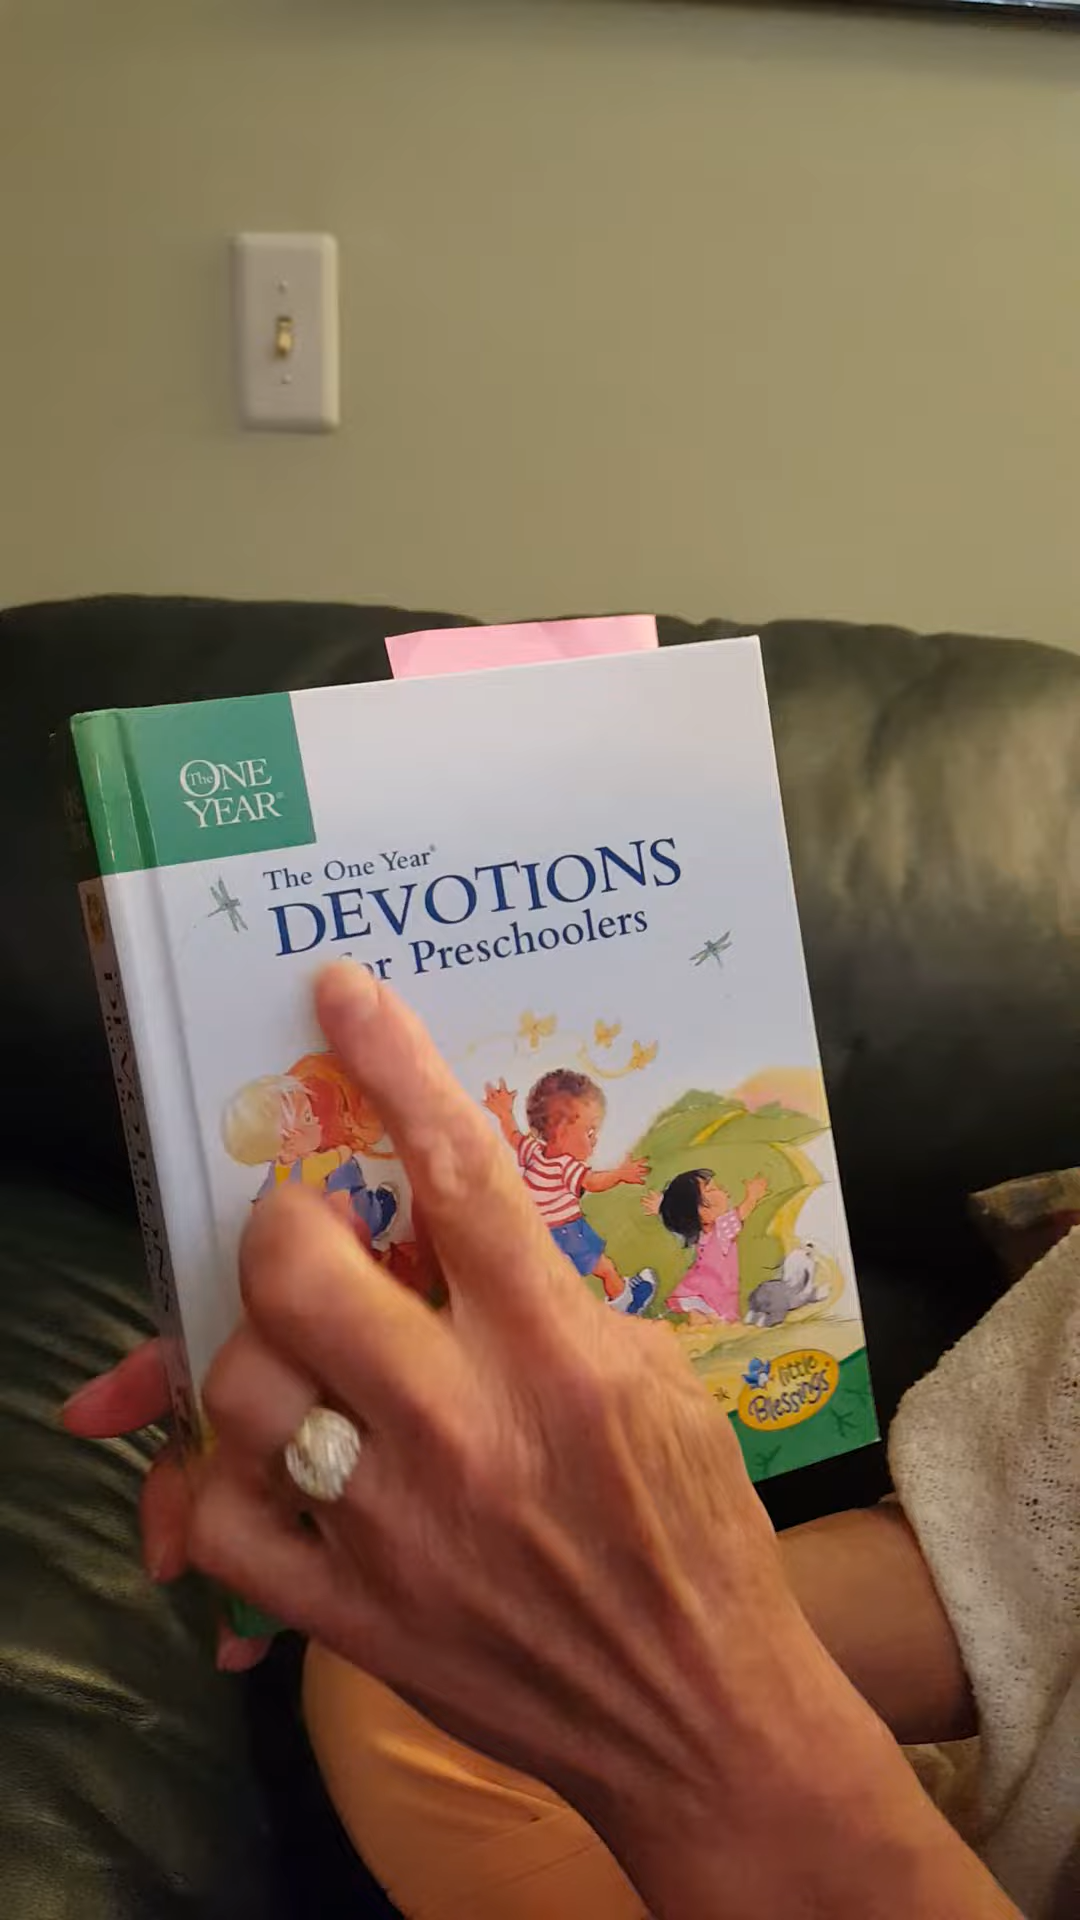 The ONE
YEAR®
The One Year®
DEVOTIONS
for Preschoolers
little
Blessings®